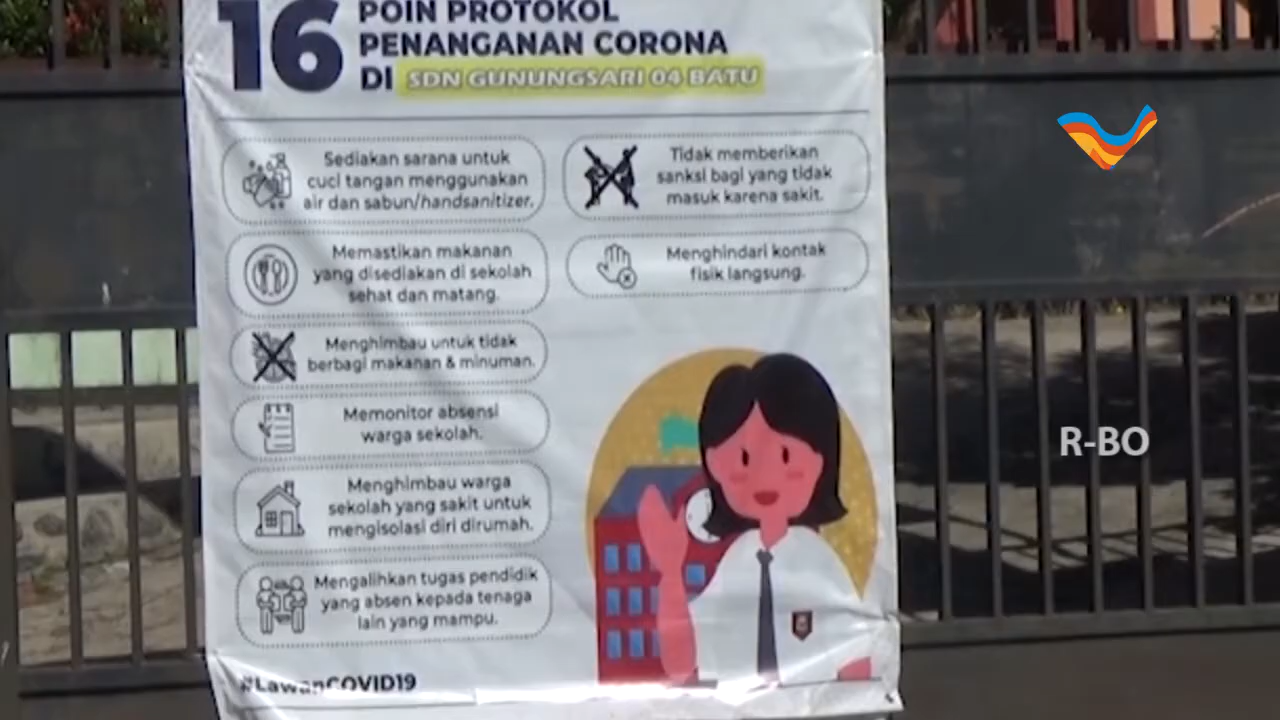 16
POIN PROTOKOL
PENANGANAN CORONA
DI SDN GUNUNGSARI 04 BATU
Sediakan sarana untuk
cuci tangan menggunakan
air dan sabun/handsanitizer.
Memastikan makanan
yang disediakan di sekolah
sehat dan matang.
Menghimbau untuk tidak
berbagi makanan & minuman.
Memonitor absensi
warga sekolah.
Menghimbau warga
sekolah yang sakit untuk
mengisolasi diri dirumah.
Mengalihkan tugas pendidik
yang absen kepada tenaga
lain yang mampu.
Tidak memberikan
sanksi bagi yang tidak
masuk karena sakit.
Menghindari kontak
fisik langsung.
#LawanCOVID19
R-BO